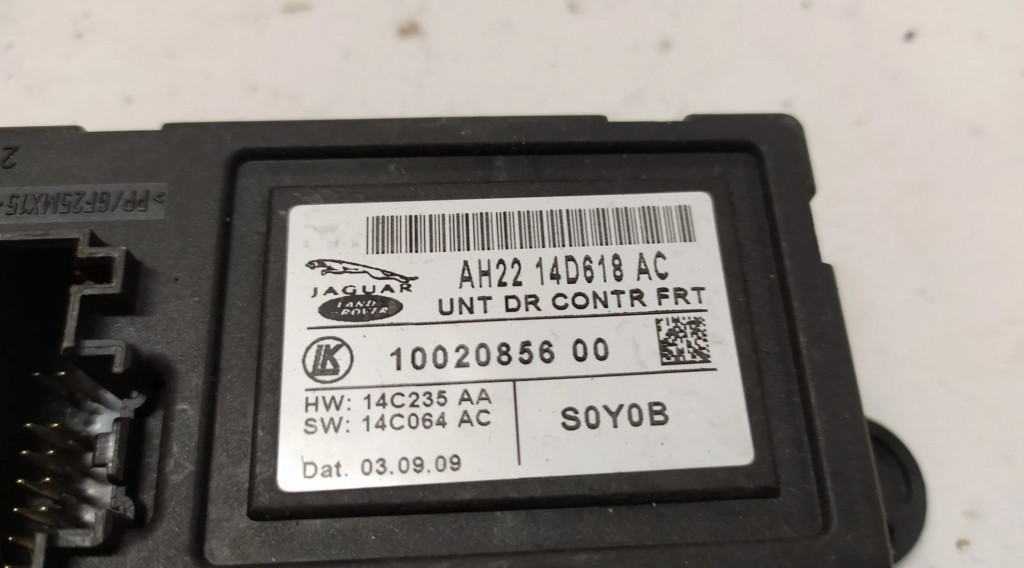 2
>PP/GF25MX15<
AH22 14D618 AC
JAGUAR
LAND
ROVER
UNT DR CONTR FRT
LK
10020856 00
HW: 14C235 AA
SW: 14C064 AC
S0Y0B
Dat. 03.09.09